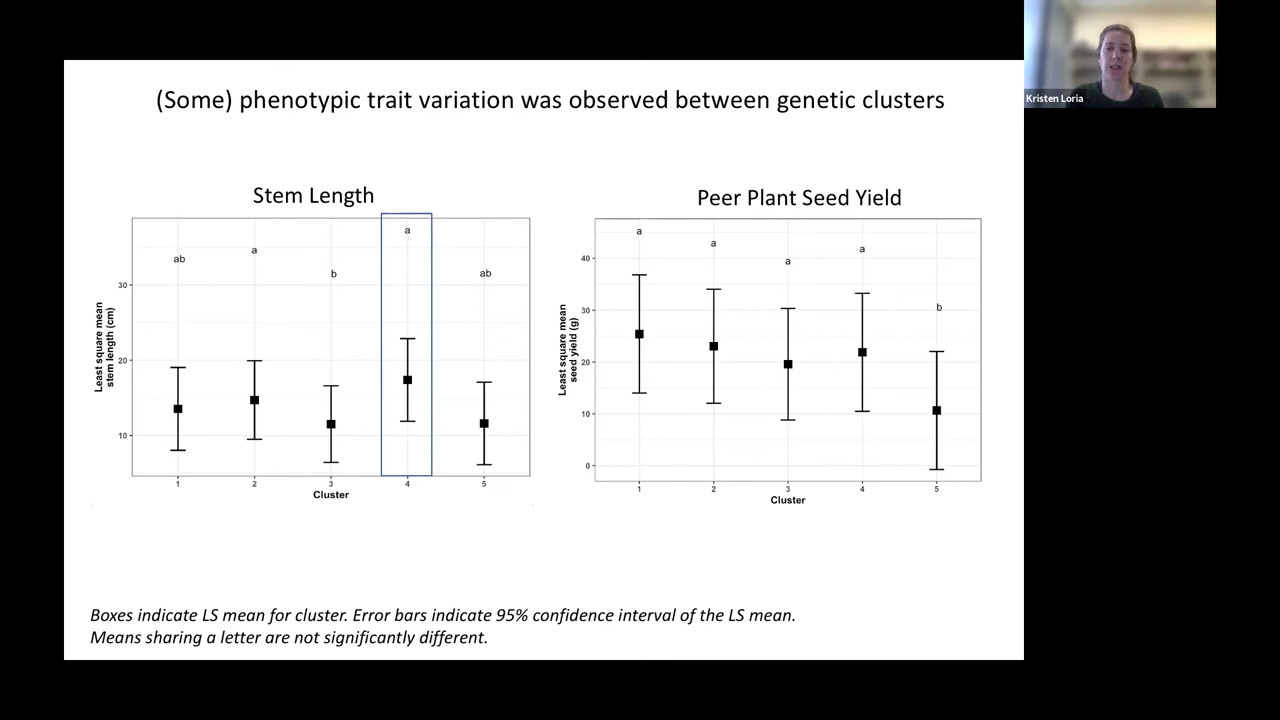 Kristen Loria
(Some) phenotypic trait variation was observed between genetic clusters
Stem Length
Least square mean
stem length (cm)
30
20
10
ab
a
b
a
ab
1
2
3
4
5
Cluster
Peer Plant Seed Yield
Least square mean
seed yield (g)
40
30
20
10
0
a
a
a
a
b
1
2
3
4
5
Cluster
Boxes indicate LS mean for cluster. Error bars indicate 95% confidence interval of the LS mean.
Means sharing a letter are not significantly different.